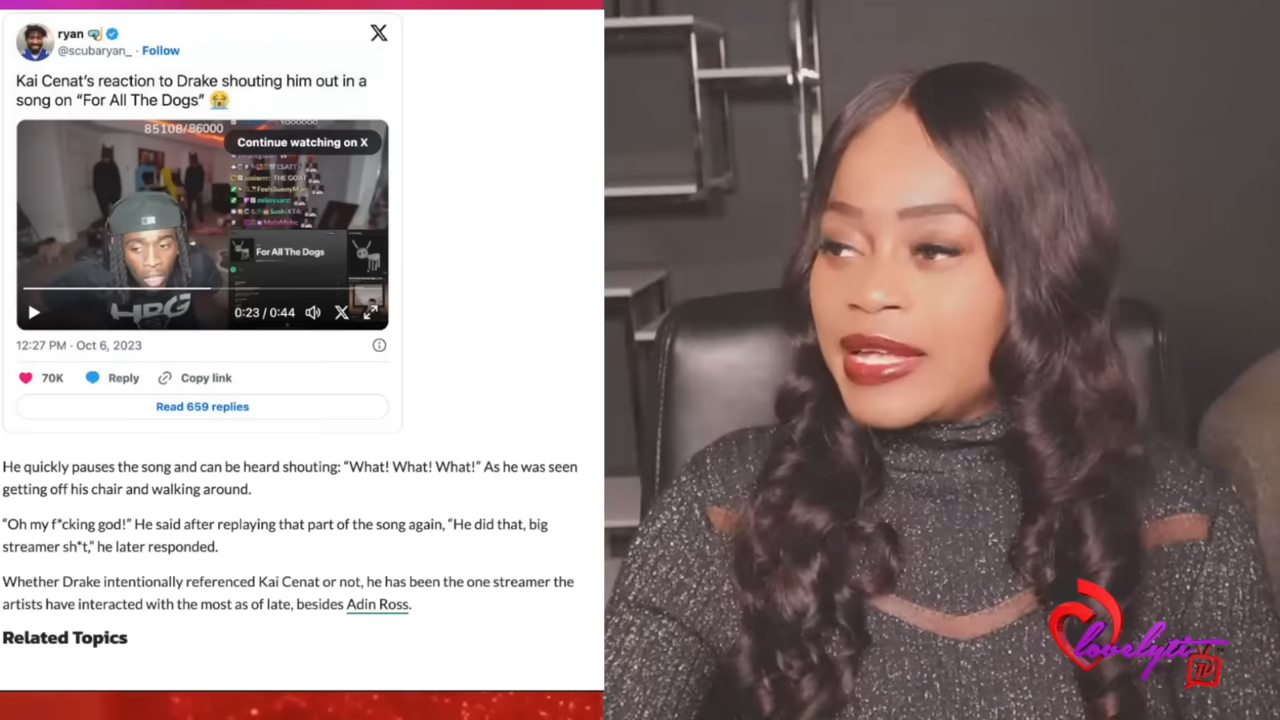 ryan
@scubaryan_ · Follow
Kai Cenat's reaction to Drake shouting him out in a
song on "For All The Dogs" 😭
85108/86000
Continue watching on X
THE GOAT
For All The Dogs
HPG
0:23 / 0:44
12:27 PM · Oct 6, 2023
70K Reply Copy link
Read 659 replies
He quickly pauses the song and can be heard shouting: "What! What! What!" As he was seen
getting off his chair and walking around.
"Oh my f*cking god!" He said after replaying that part of the song again, "He did that, big
streamer sh*t," he later responded.
Whether Drake intentionally referenced Kai Cenat or not, he has been the one streamer the
artists have interacted with the most as of late, besides Adin Ross.
Related Topics
lovelyti
TV